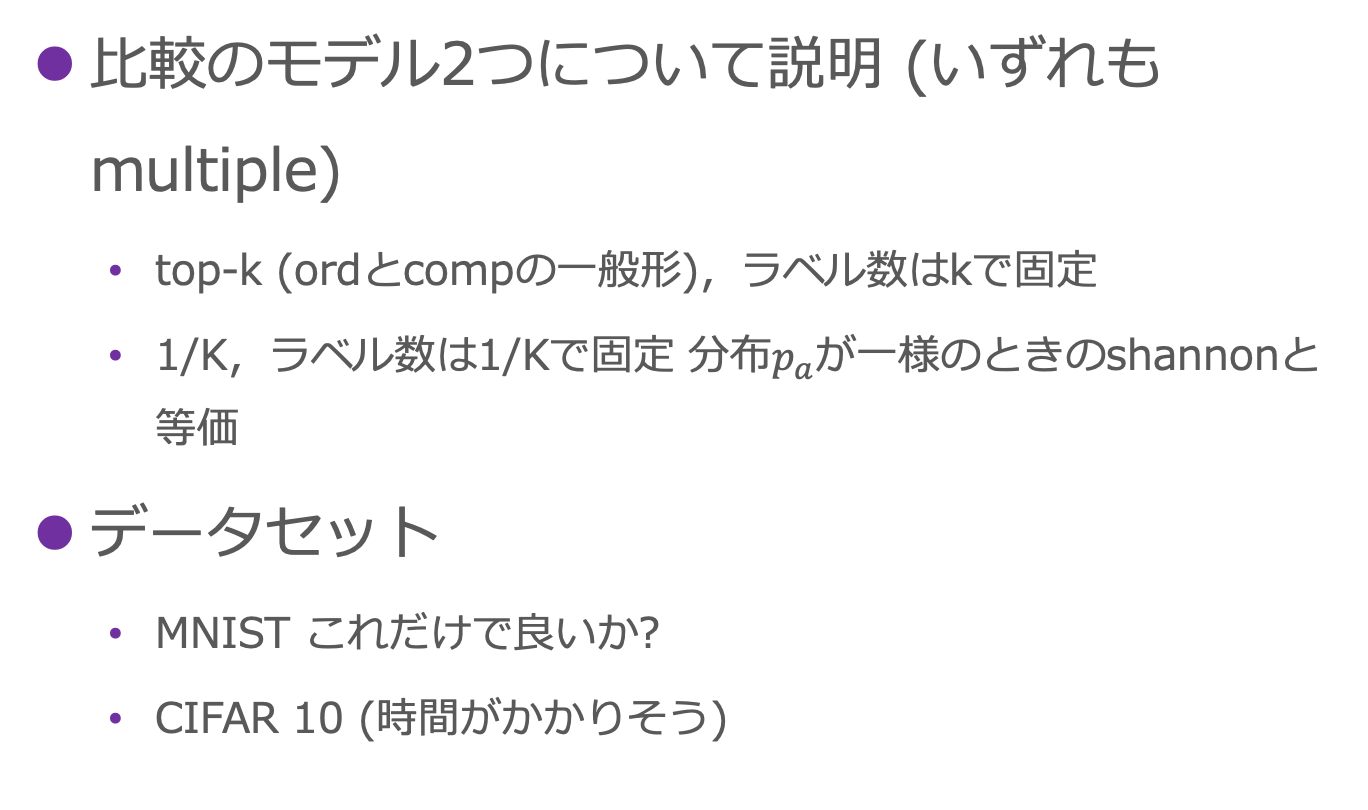 ● 比較のモデル2つについて説明 (いずれも
multiple)
• top-k (ordとcompの一般形)，ラベル数はkで固定
• 1/K，ラベル数は1/Kで固定 分布𝑝𝑎が一様のときのshannonと
等価
● データセット
• MNIST これだけで良いか?
• CIFAR 10 (時間がかかりそう)